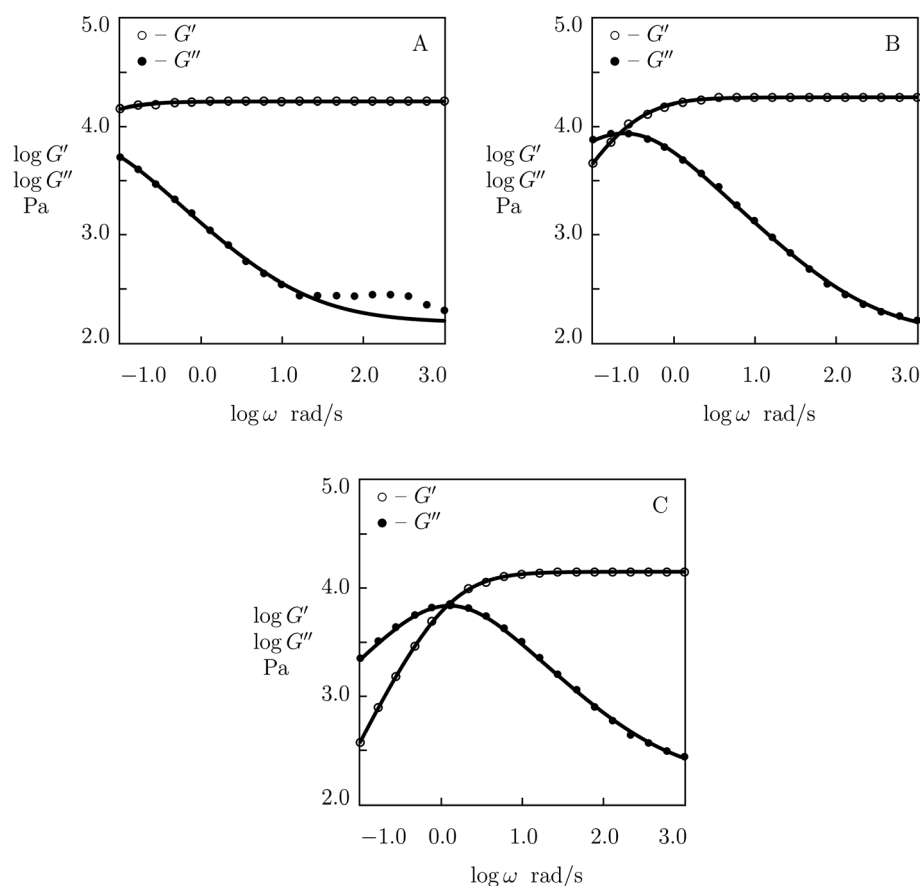 5.0
○ – G′
● – G″
A
4.0
log G′
log G″
Pa
3.0
2.0
−1.0 0.0 1.0 2.0 3.0
log ω rad/s
5.0
○ – G′
● – G″
B
4.0
log G′
log G″
Pa
3.0
2.0
−1.0 0.0 1.0 2.0 3.0
log ω rad/s
5.0
○ – G′
● – G″
C
4.0
log G′
log G″
Pa
3.0
2.0
−1.0 0.0 1.0 2.0 3.0
log ω rad/s